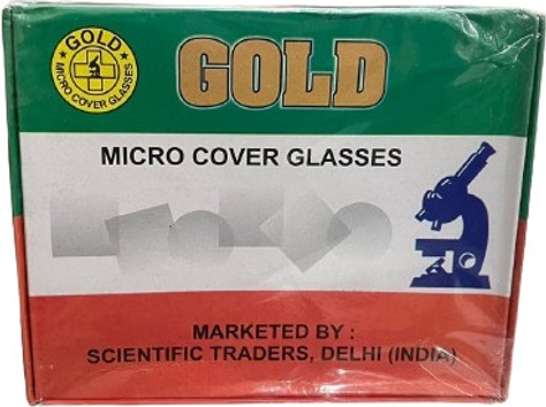 GOLD
MICRO COVER GLASSES
GOLD
MICRO COVER GLASSES
MARKETED BY :
SCIENTIFIC TRADERS, DELHI (INDIA)